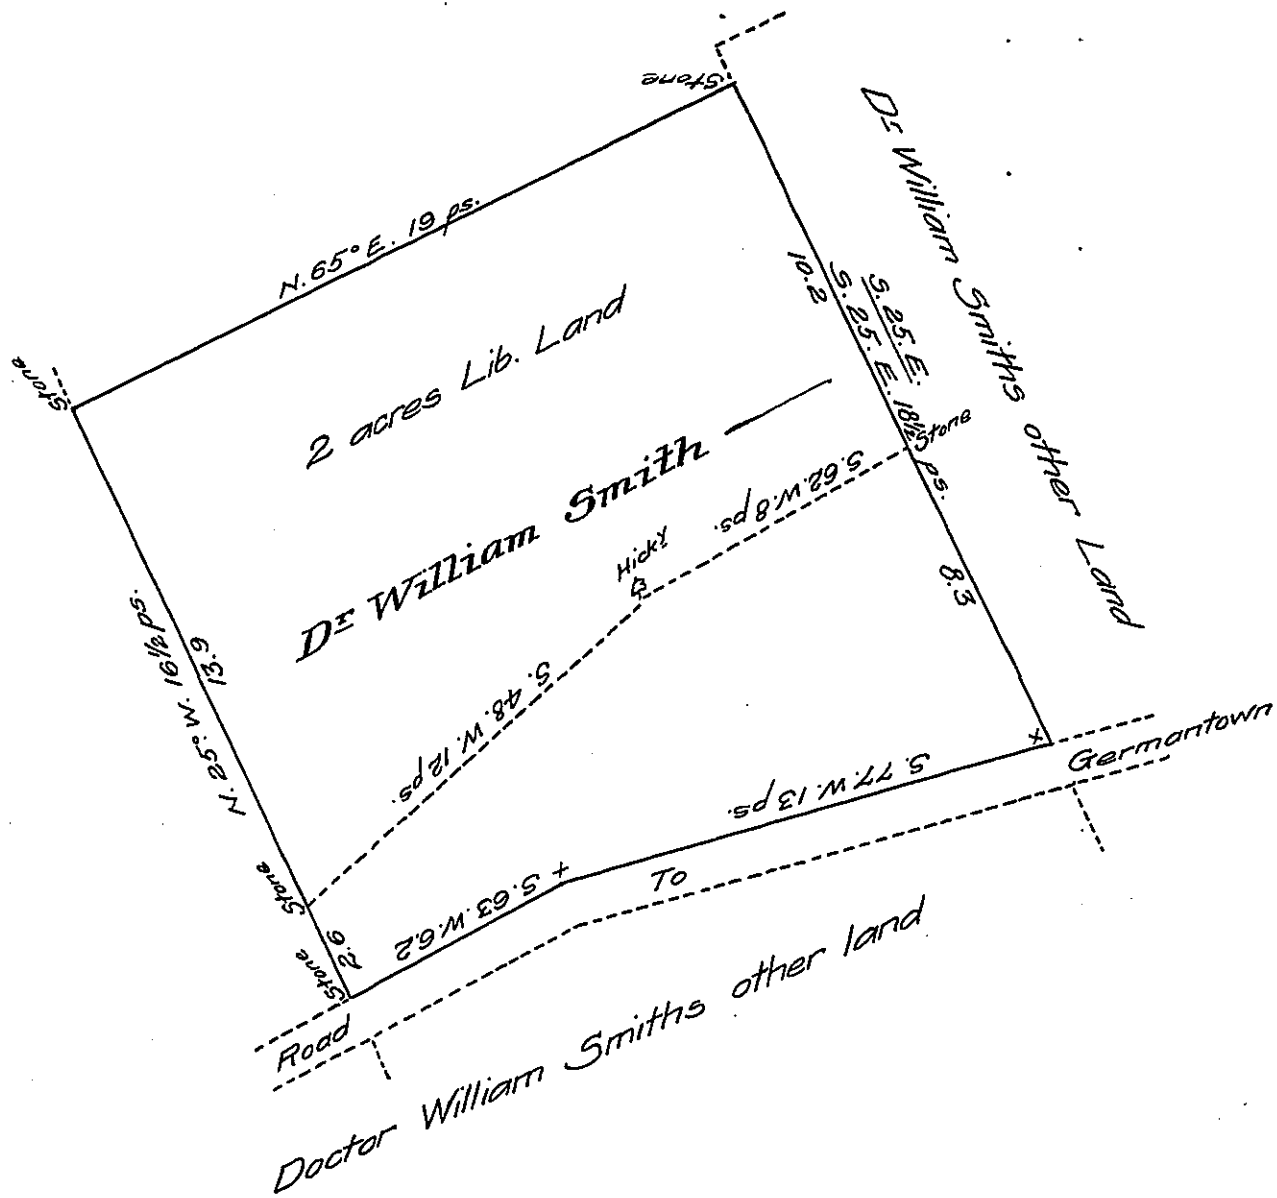 Stone
N. 65° E. 19 ps.
Stone
Stone
2 acres Lib. Land
Dr William Smith
10.2
S. 25. E.
S. 25. E. 18½ ps.
Stone
8.3
Dr William Smiths other Land
S. 62. W. 8 ps.
Hicky
S. 48. W. 12 ps.
N. 25° W. 16½ ps.
13.9
Stone
2.6
Stone
S. 63. W. 6.2
+
S. 77. W. 13 ps.
x
Road To Germantown
Doctor William Smiths other land